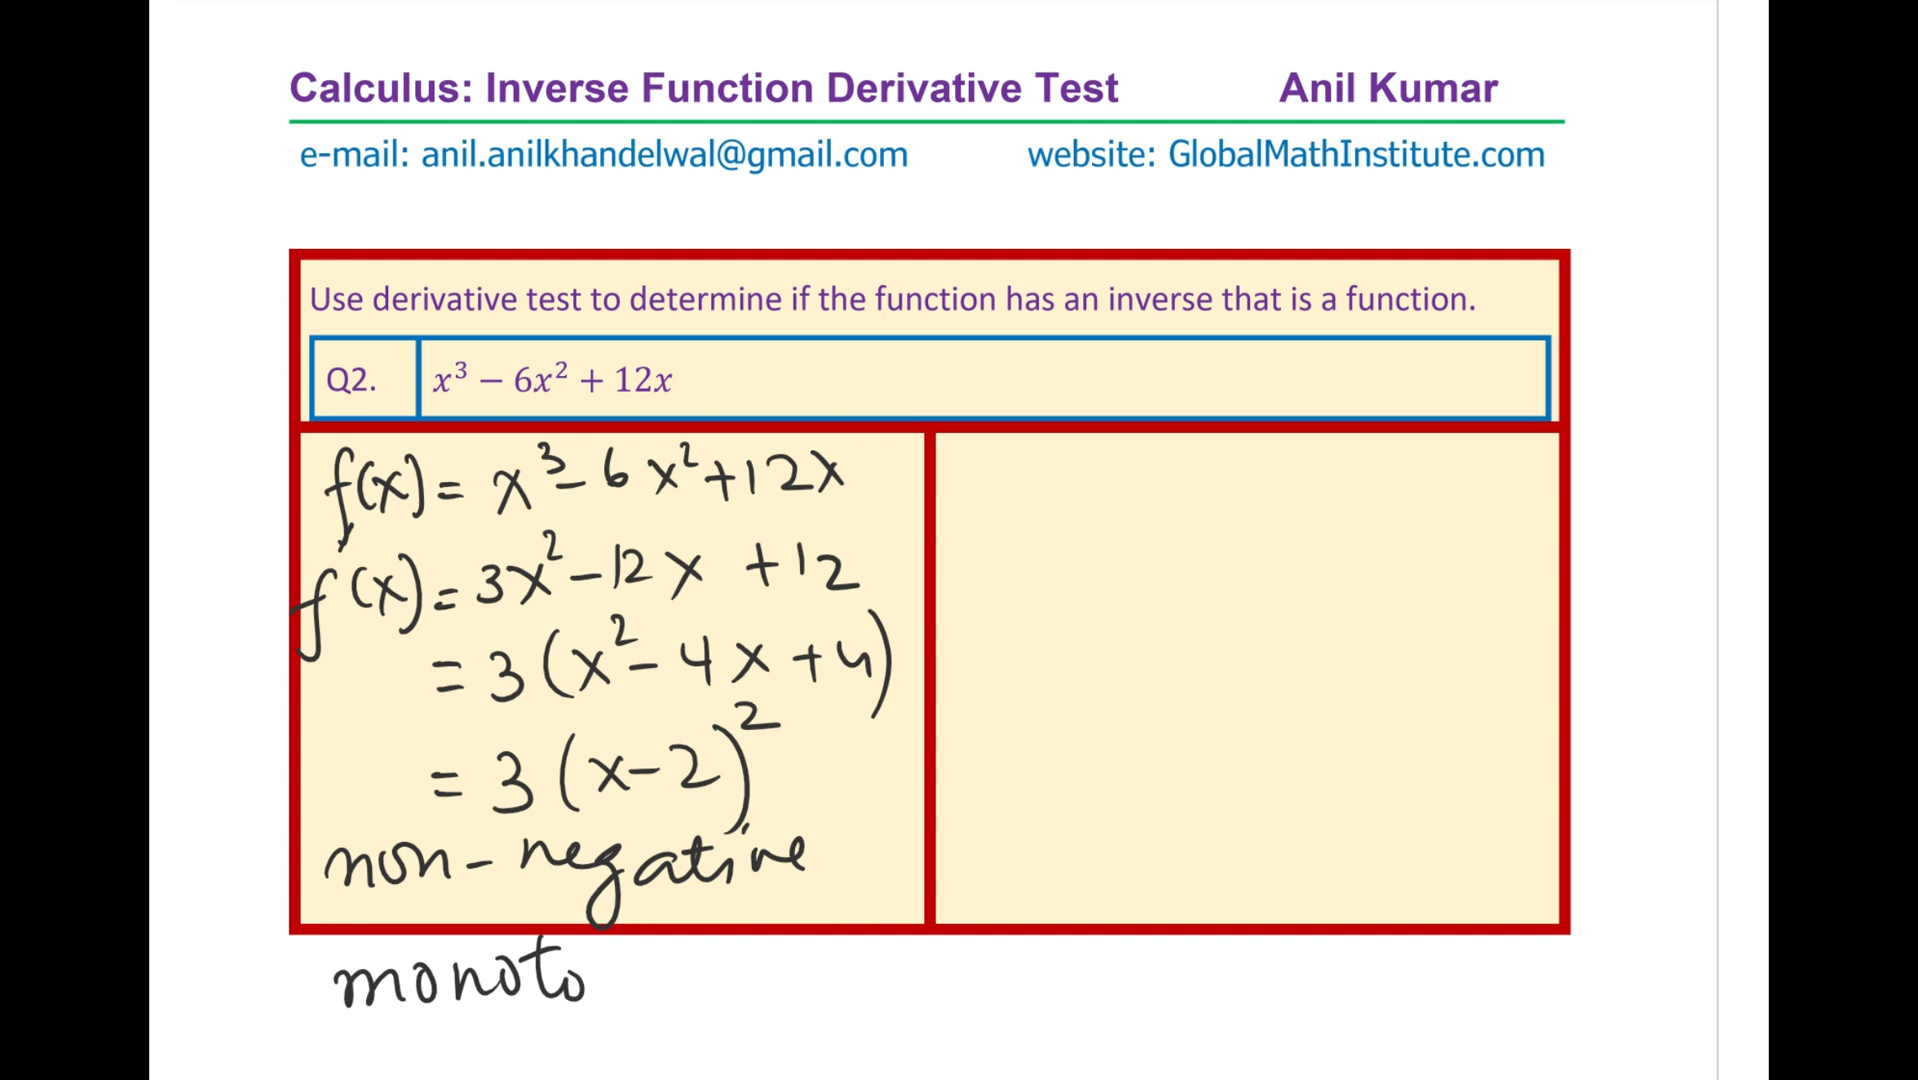 Calculus: Inverse Function Derivative Test Anil Kumar
e-mail: anil.anilkhandelwal@gmail.com website: GlobalMathInstitute.com
Use derivative test to determine if the function has an inverse that is a function.
Q2. x³ − 6x² + 12x
f(x) = x³ - 6x² + 12x
f'(x) = 3x² - 12x + 12
= 3(x² - 4x + 4)
= 3(x-2)²
non-negative
monoto